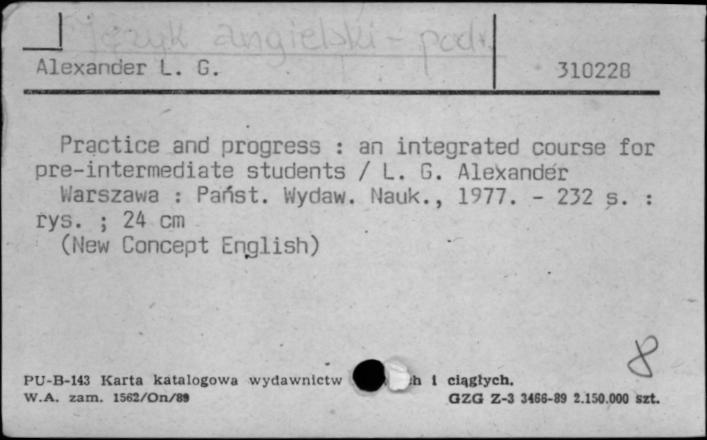 język angielski - podr.
Alexander L. G. 310228
Practice and progress : an integrated course for
pre-intermediate students / L. G. Alexander
Warszawa : Państ. Wydaw. Nauk., 1977. - 232 s. :
rys. ; 24 cm
(New Concept English)
8
PU-B-143 Karta katalogowa wydawnictw h i ciągłych.
W.A. zam. 1562/On/89 GZG Z-3 3466-89 2.150.000 szt.